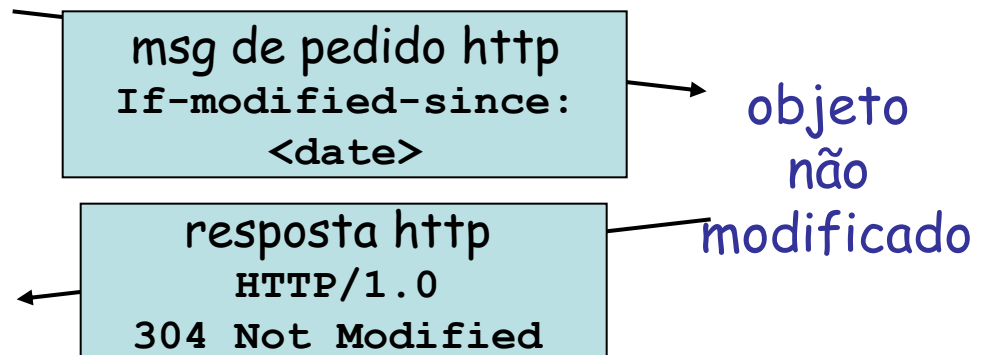 msg de pedido http
If-modified-since:
<date>
objeto
não
modificado
resposta http
HTTP/1.0
304 Not Modified